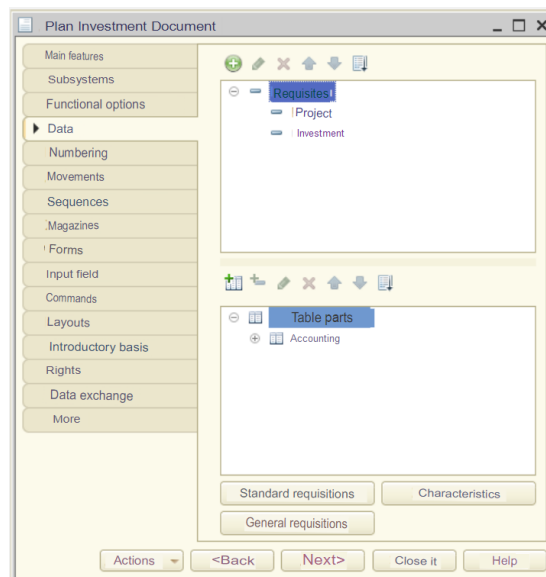 Plan Investment Document
Main features
Subsystems
Functional options
Data
Numbering
Movements
Sequences
Magazines
Forms
Input field
Commands
Layouts
Introductory basis
Rights
Data exchange
More
Requisites
Project
Investment
Table parts
Accounting
Standard requisitions
Characteristics
General requisitions
Actions
<Back
Next>
Close it
Help